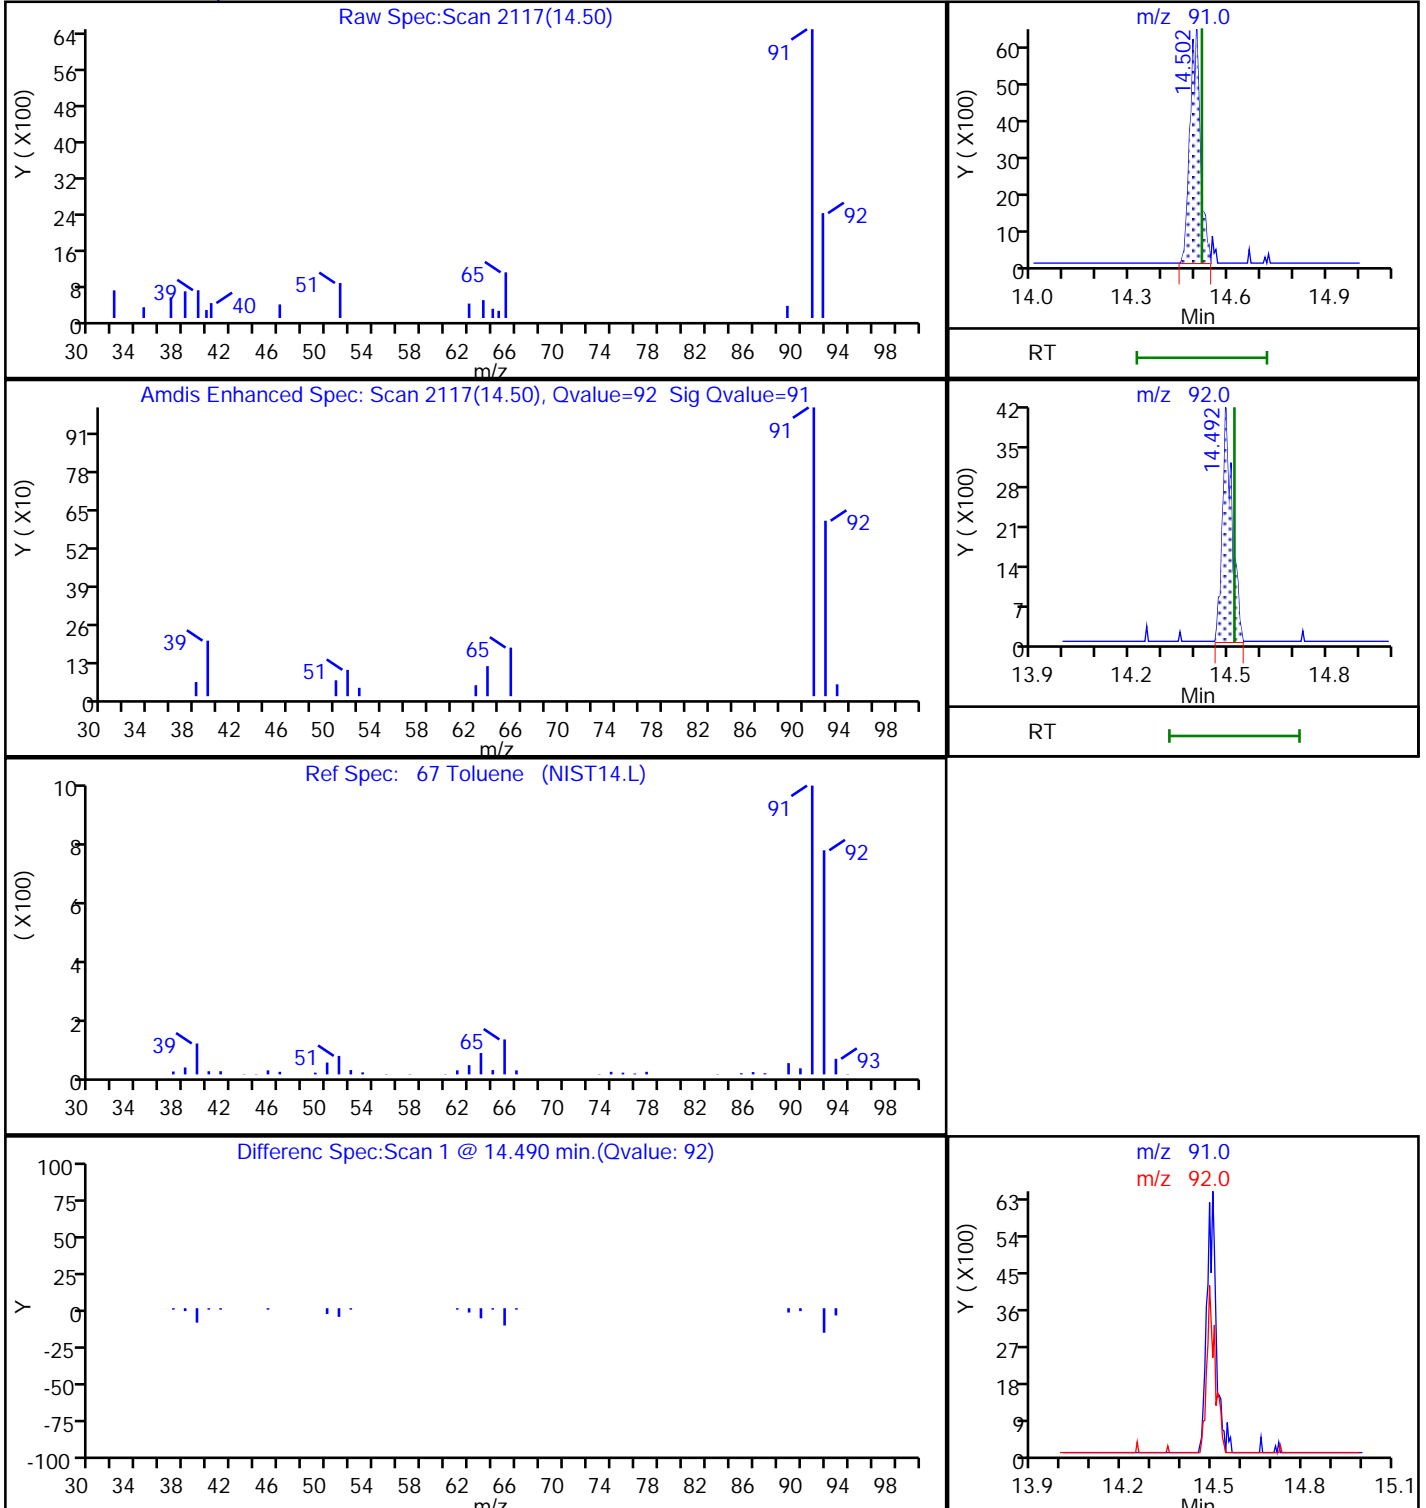 Raw Spec:Scan 2117(14.50)
Y ( X100)
64
56
48
40
32
24
16
8
0
91
92
65
51
39
40
30 34 38 42 46 50 54 58 62 66 70 74 78 82 86 90 94 98
m/z
m/z 91.0
Y ( X100)
60
50
40
30
20
10
0
14.502
14.0 14.3 14.6 14.9
Min
RT
Amdis Enhanced Spec: Scan 2117(14.50), Qvalue=92 Sig Qvalue=91
Y ( X10)
91
78
65
52
39
26
13
0
91
92
39
51
65
30 34 38 42 46 50 54 58 62 66 70 74 78 82 86 90 94 98
m/z
m/z 92.0
Y ( X100)
42
35
28
21
14
7
0
14.492
13.9 14.2 14.5 14.8
Min
RT
Ref Spec: 67 Toluene (NIST14.L)
( X100)
10
8
6
4
2
0
91
92
39
51
65
93
30 34 38 42 46 50 54 58 62 66 70 74 78 82 86 90 94 98
Differenc Spec:Scan 1 @ 14.490 min.(Qvalue: 92)
Y
100
75
50
25
0
-25
-50
-75
-100
30 34 38 42 46 50 54 58 62 66 70 74 78 82 86 90 94 98
m/z
m/z 91.0
m/z 92.0
Y ( X100)
63
54
45
36
27
18
9
0
13.9 14.2 14.5 14.8 15.1
Min